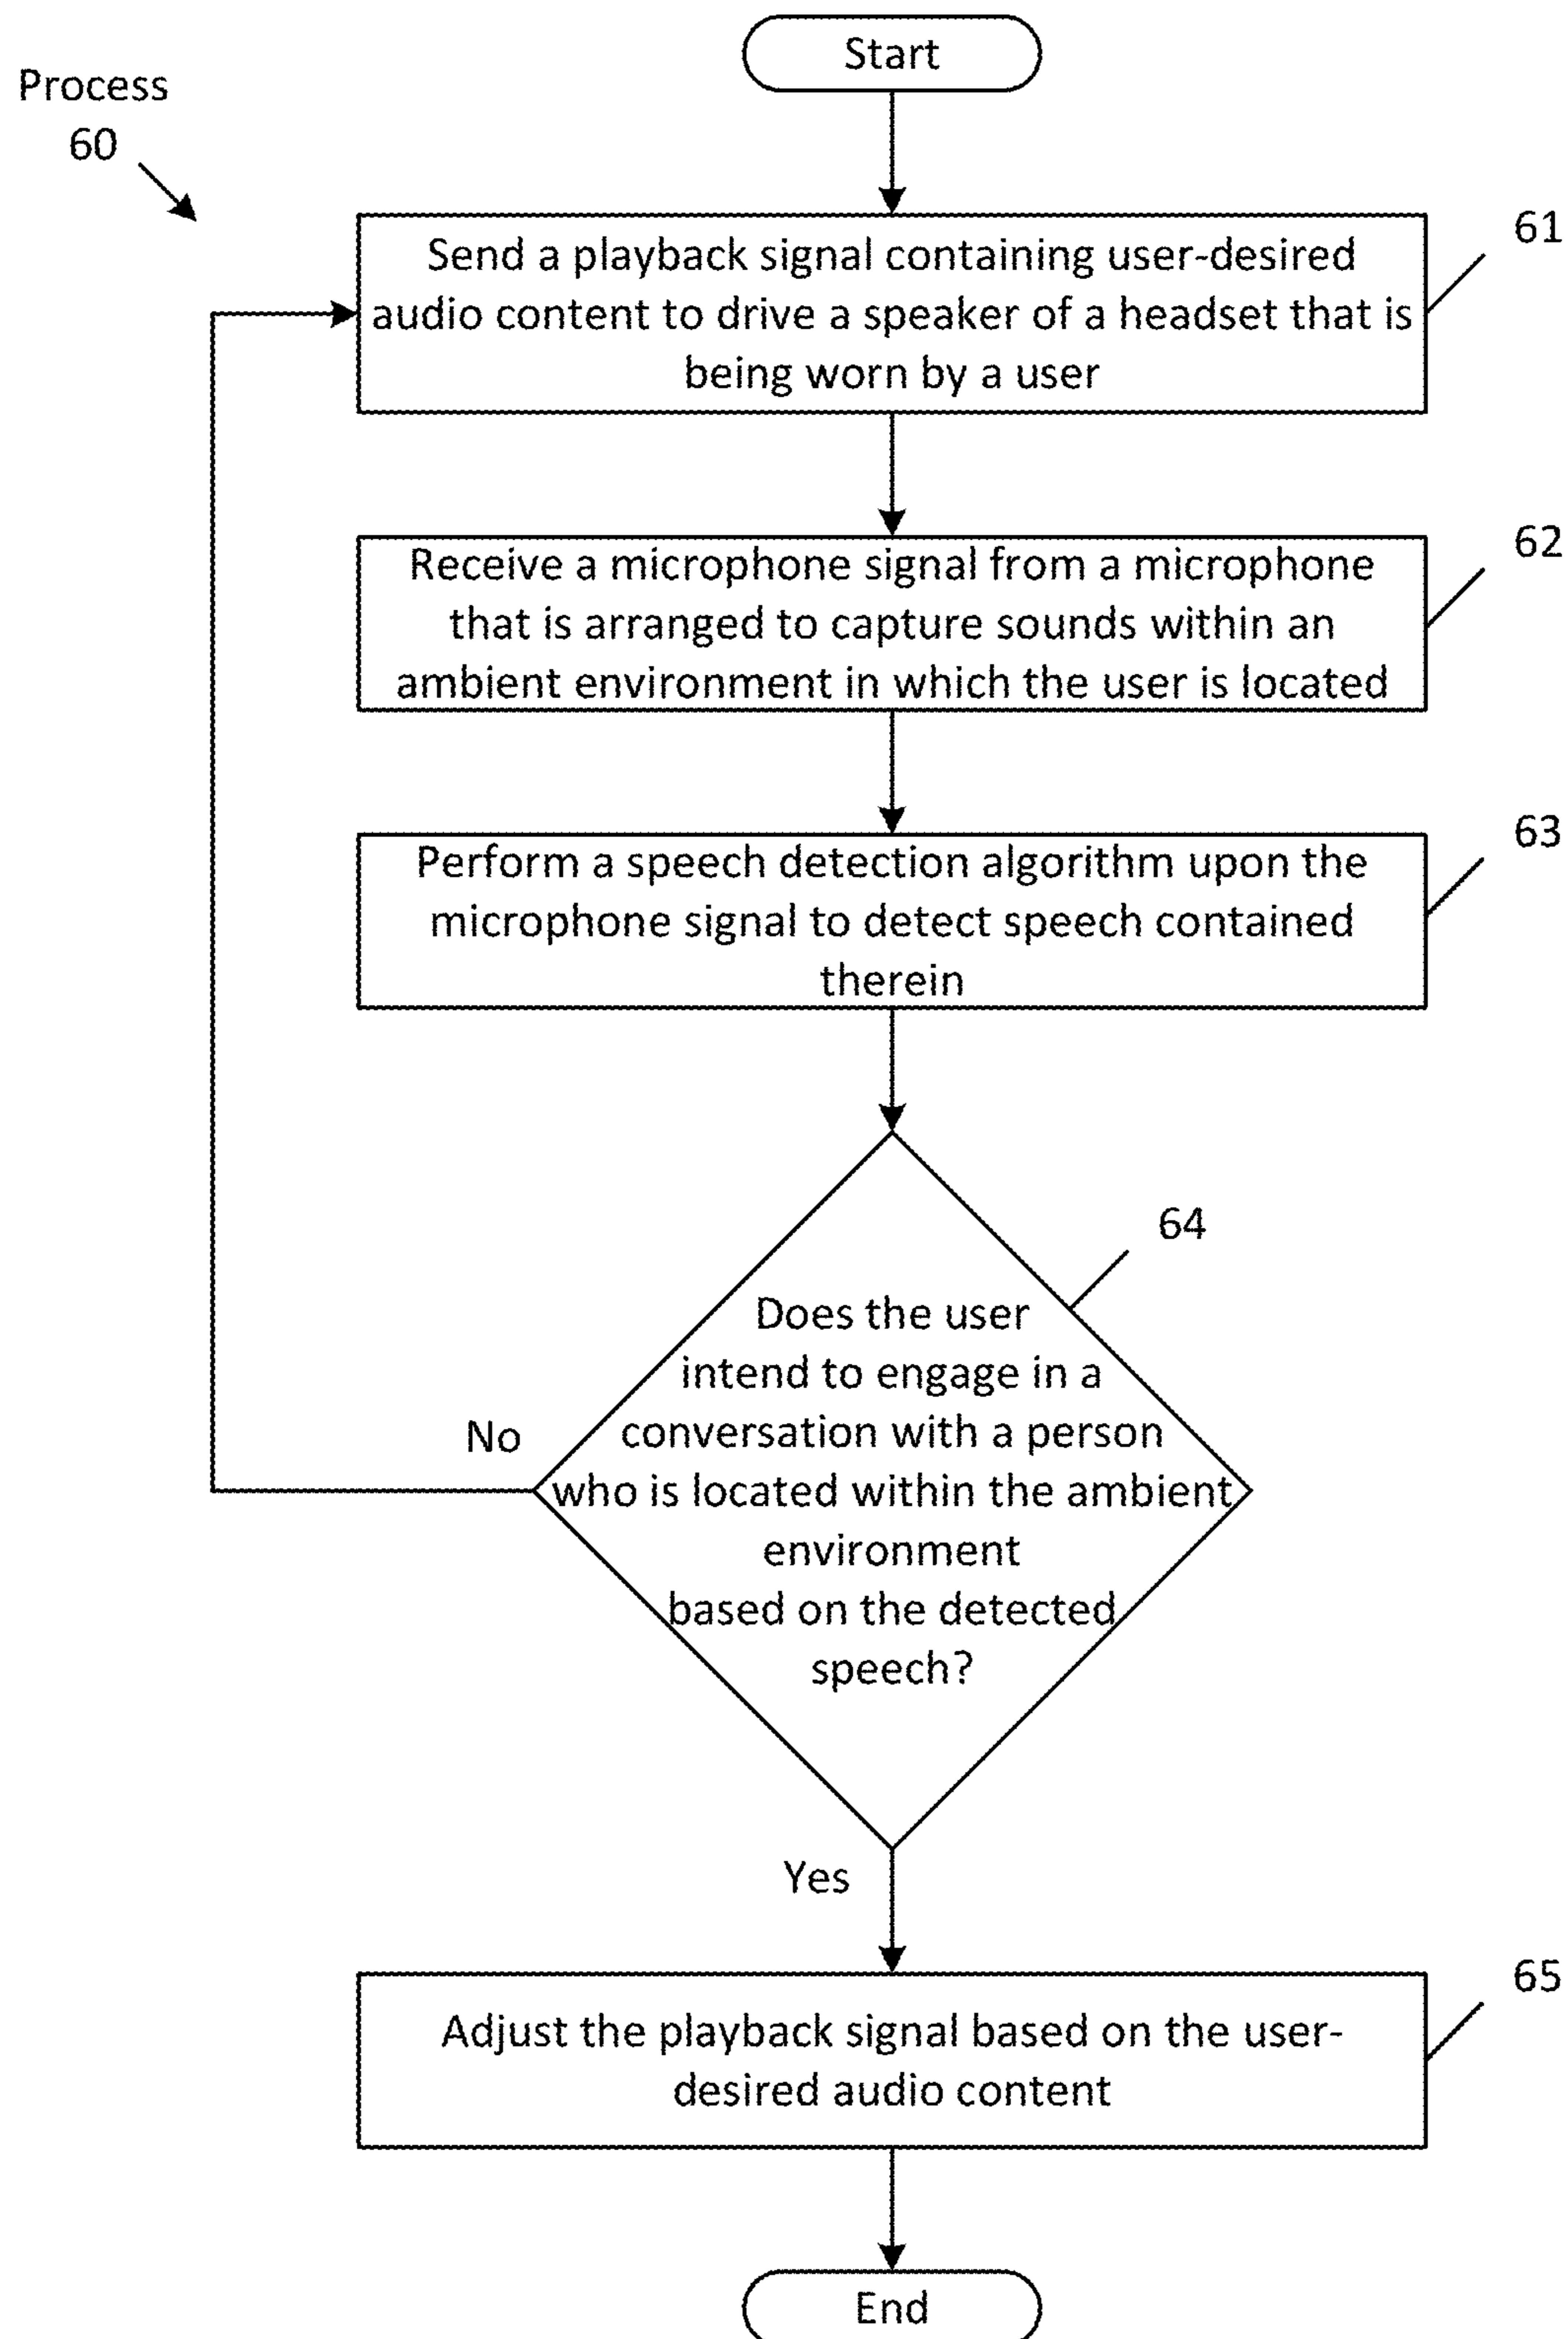 Start
Process
60
61
Send a playback signal containing user-desired
audio content to drive a speaker of a headset that is
being worn by a user
62
Receive a microphone signal from a microphone
that is arranged to capture sounds within an
ambient environment in which the user is located
63
Perform a speech detection algorithm upon the
microphone signal to detect speech contained
therein
64
Does the user
intend to engage in a
conversation with a person
who is located within the ambient
environment
based on the detected
speech?
No
Yes
65
Adjust the playback signal based on the user-
desired audio content
End